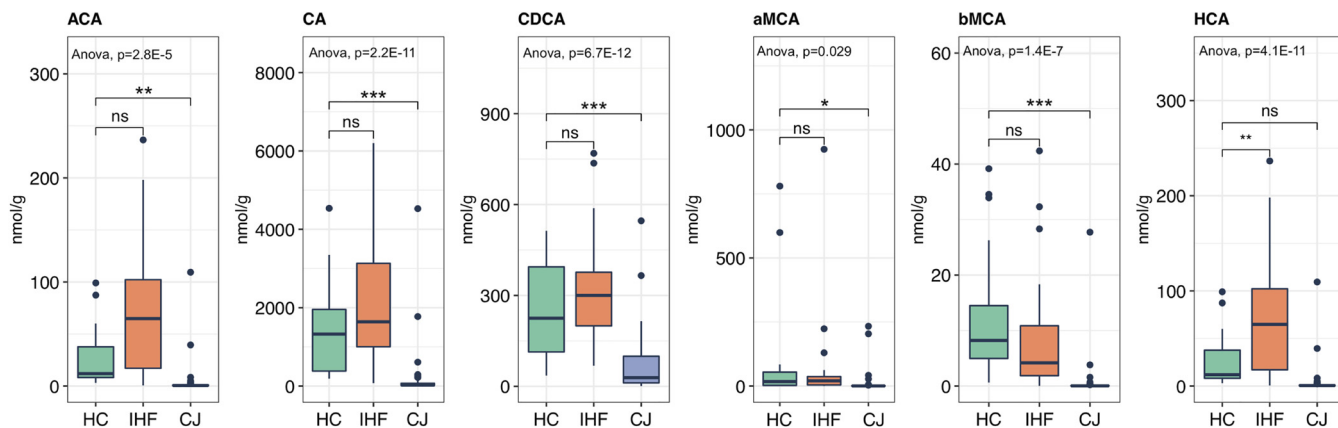 ACA
Anova, p=2.8E-5
**
ns
nmol/g
300
200
100
0
HC IHF CJ
CA
Anova, p=2.2E-11
***
ns
nmol/g
8000
6000
4000
2000
0
HC IHF CJ
CDCA
Anova, p=6.7E-12
***
ns
nmol/g
900
600
300
0
HC IHF CJ
aMCA
Anova, p=0.029
*
ns
nmol/g
1000
500
0
HC IHF CJ
bMCA
Anova, p=1.4E-7
***
ns
nmol/g
60
40
20
0
HC IHF CJ
HCA
Anova, p=4.1E-11
ns
**
nmol/g
300
200
100
0
HC IHF CJ